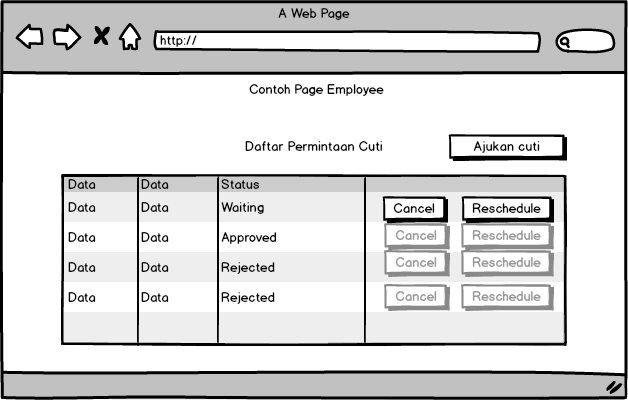 A Web Page
http://
Contoh Page Employee
Daftar Permintaan Cuti Ajukan cuti
Data Data Status
Data Data Waiting Cancel Reschedule
Data Data Approved Cancel Reschedule
Data Data Rejected Cancel Reschedule
Data Data Rejected Cancel Reschedule